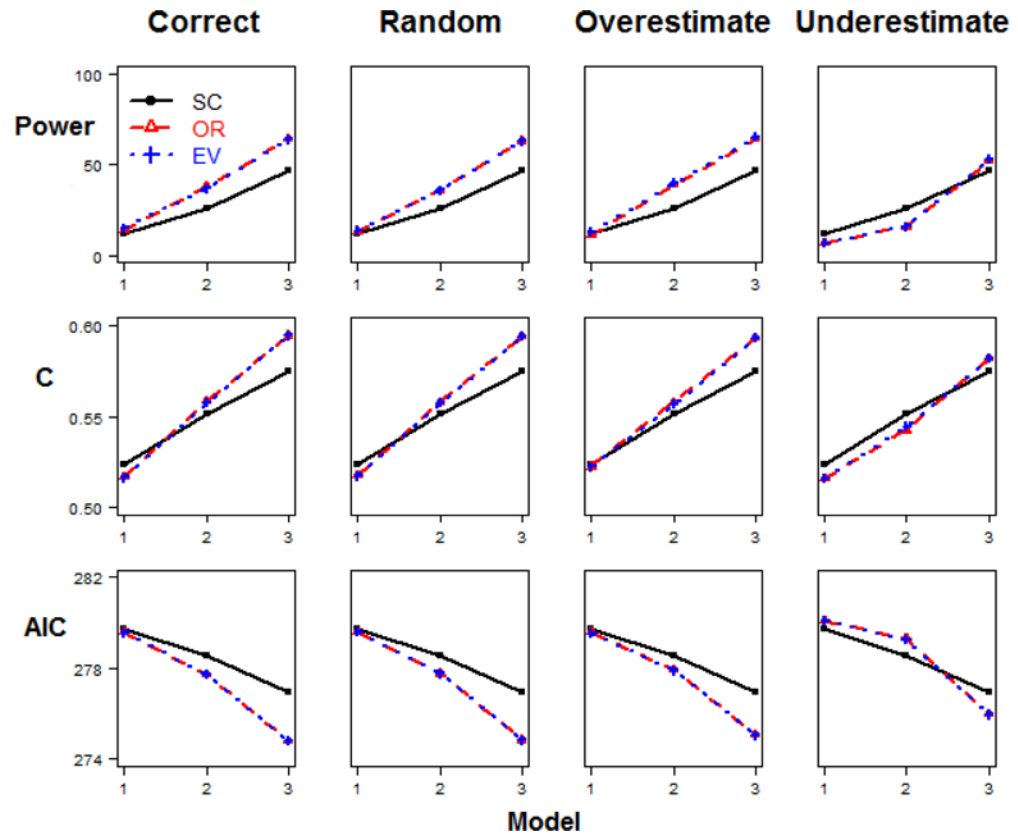 Correct Random Overestimate Underestimate
100
SC
Power
OR
EV
50
0
1 2 3 1 2 3 1 2 3 1 2 3
0.60
C
0.55
0.50
1 2 3 1 2 3 1 2 3 1 2 3
282
AIC
278
274
1 2 3 1 2 3 1 2 3 1 2 3
Model